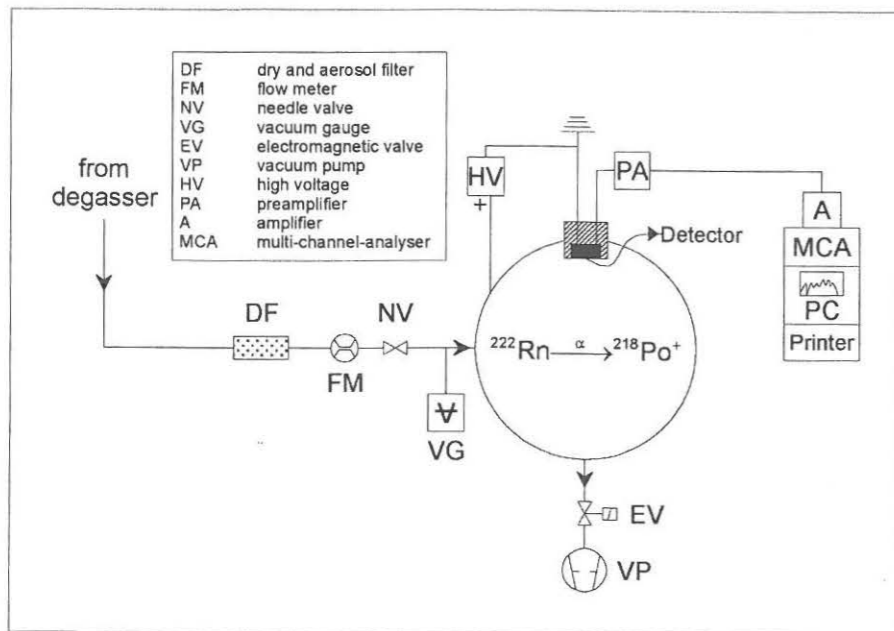 DF dry and aerosol filter
FM flow meter
NV needle valve
VG vacuum gauge
EV electromagnetic valve
VP vacuum pump
HV high voltage
PA preamplifier
A amplifier
MCA multi-channel-analyser
from
degasser
HV
+
PA
A
MCA
PC
Printer
Detector
DF
NV
FM
VG
²²²Rn α ²¹⁸Po⁺
EV
VP